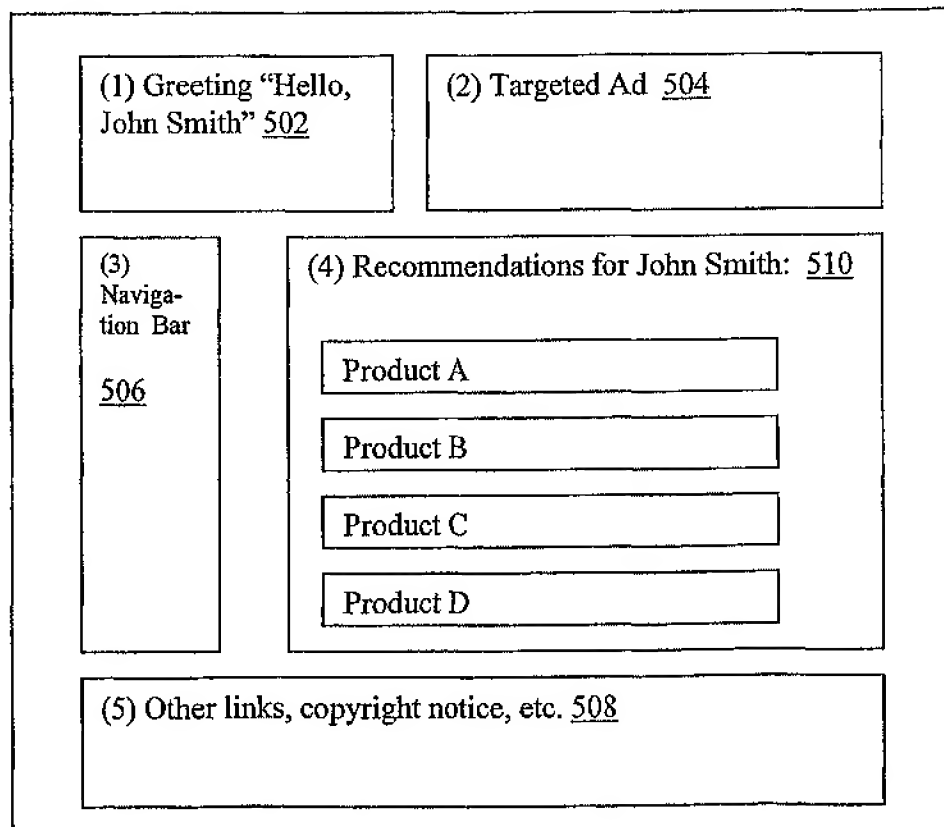 (1) Greeting “Hello,
John Smith” 502
(2) Targeted Ad 504
(3)
Naviga-
tion Bar
506
(4) Recommendations for John Smith: 510
Product A
Product B
Product C
Product D
(5) Other links, copyright notice, etc. 508